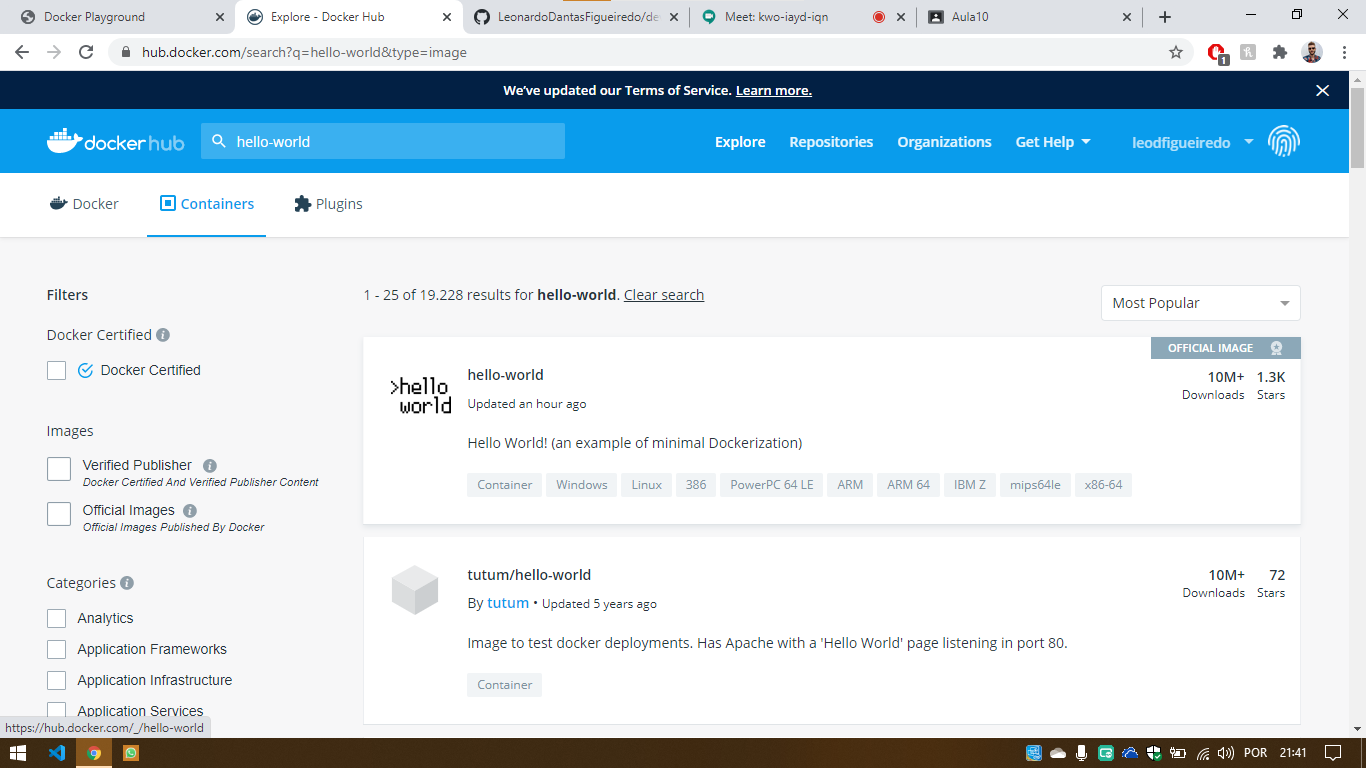 Docker Playground
Explore - Docker Hub
LeonardoDantasFigueiredo/de
Meet: kwo-iayd-iqn
Aula10
hub.docker.com/search?q=hello-world&type=image
1
We've updated our Terms of Service. Learn more.
docker hub
hello-world
Explore
Repositories
Organizations
Get Help
leodfigueiredo
Docker
Containers
Plugins
Filters
1 - 25 of 19.228 results for hello-world. Clear search
Most Popular
Docker Certified
Docker Certified
Images
Verified Publisher
Docker Certified And Verified Publisher Content
Official Images
Official Images Published By Docker
Categories
Analytics
Application Frameworks
Application Infrastructure
Application Services
OFFICIAL IMAGE
>hello
world
hello-world
Updated an hour ago
10M+
Downloads
1.3K
Stars
Hello World! (an example of minimal Dockerization)
Container
Windows
Linux
386
PowerPC 64 LE
ARM
ARM 64
IBM Z
mips64le
x86-64
tutum/hello-world
By tutum • Updated 5 years ago
10M+
Downloads
72
Stars
Image to test docker deployments. Has Apache with a 'Hello World' page listening in port 80.
Container
https://hub.docker.com/_/hello-world
POR
21:41